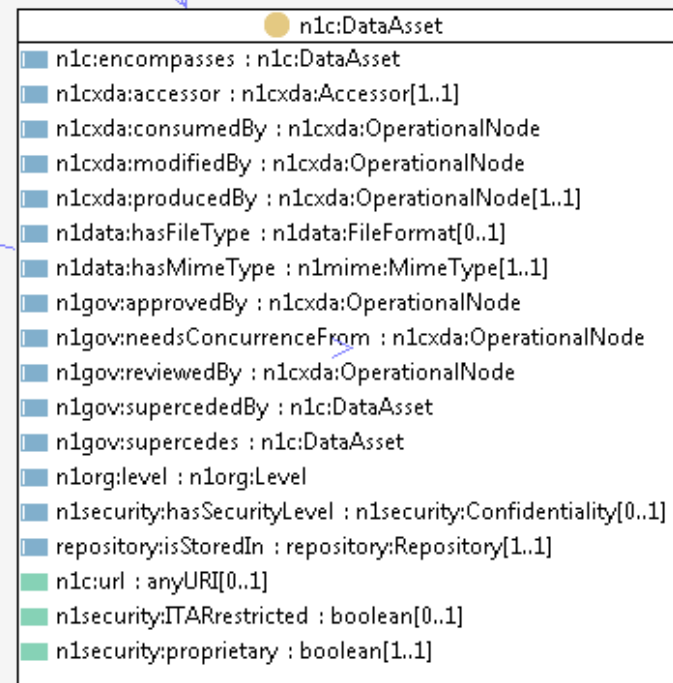 n1c:DataAsset
n1c:encompasses : n1c:DataAsset
n1cxda:accessor : n1cxda:Accessor[1..1]
n1cxda:consumedBy : n1cxda:OperationalNode
n1cxda:modifiedBy : n1cxda:OperationalNode
n1cxda:producedBy : n1cxda:OperationalNode[1..1]
n1data:hasFileType : n1data:FileFormat[0..1]
n1data:hasMimeType : n1mime:MimeType[1..1]
n1gov:approvedBy : n1cxda:OperationalNode
n1gov:needsConcurrenceFrom : n1cxda:OperationalNode
n1gov:reviewedBy : n1cxda:OperationalNode
n1gov:supercededBy : n1c:DataAsset
n1gov:supercedes : n1c:DataAsset
n1org:level : n1org:Level
n1security:hasSecurityLevel : n1security:Confidentiality[0..1]
repository:isStoredIn : repository:Repository[1..1]
n1c:url : anyURI[0..1]
n1security:ITARrestricted : boolean[0..1]
n1security:proprietary : boolean[1..1]